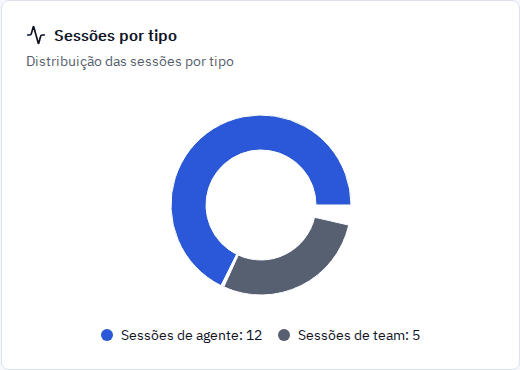 Sessões por tipo
Distribuição das sessões por tipo
Sessões de agente: 12
Sessões de team: 5